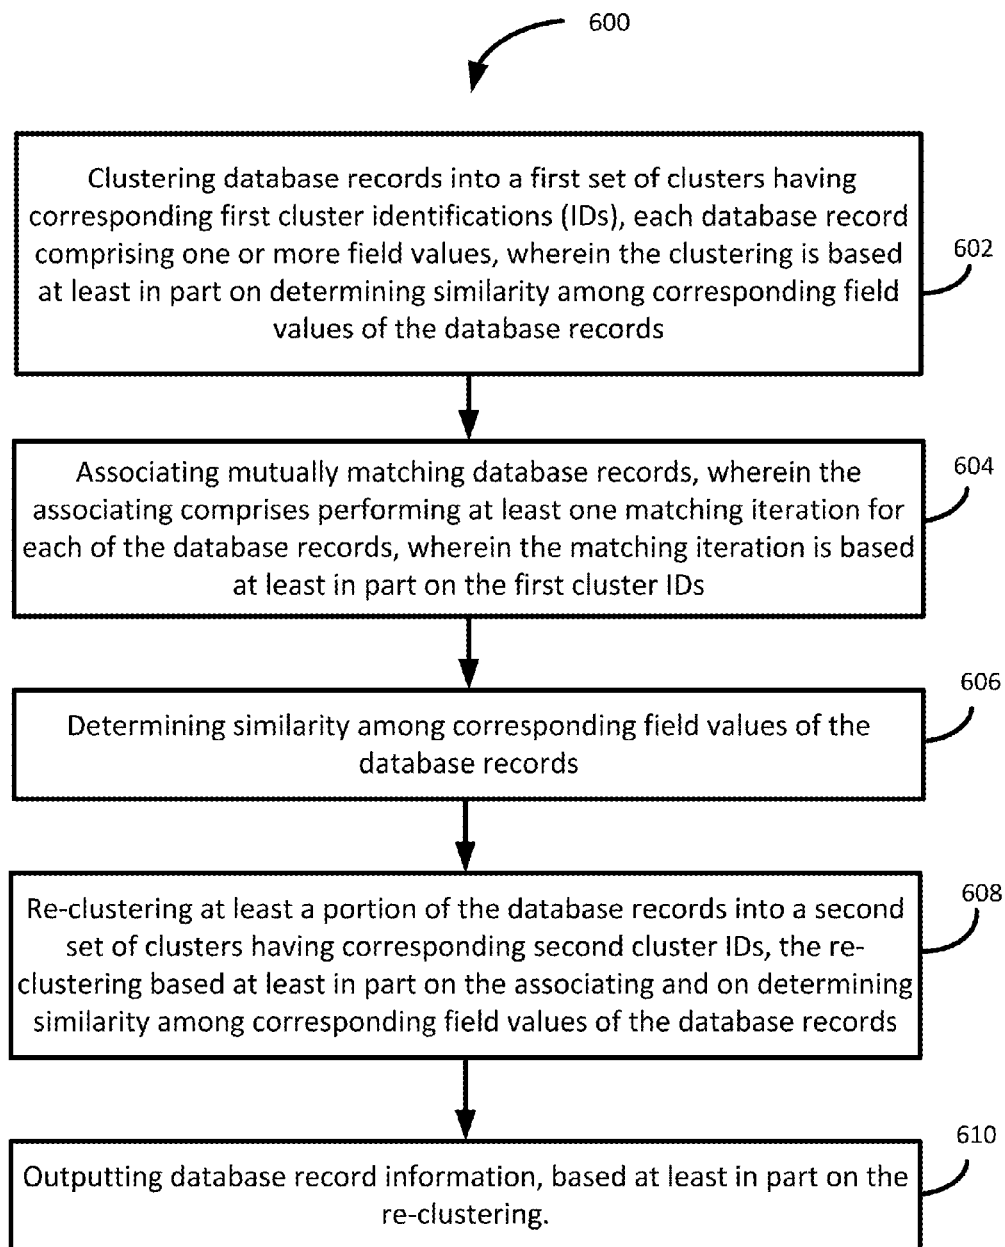 600
Clustering database records into a first set of clusters having
corresponding first cluster identifications (IDs), each database record
comprising one or more field values, wherein the clustering is based
at least in part on determining similarity among corresponding field
values of the database records
602
Associating mutually matching database records, wherein the
associating comprises performing at least one matching iteration for
each of the database records, wherein the matching iteration is based
at least in part on the first cluster IDs
604
Determining similarity among corresponding field values of the
database records
606
Re-clustering at least a portion of the database records into a second
set of clusters having corresponding second cluster IDs, the re-
clustering based at least in part on the associating and on determining
similarity among corresponding field values of the database records
608
Outputting database record information, based at least in part on the
re-clustering.
610